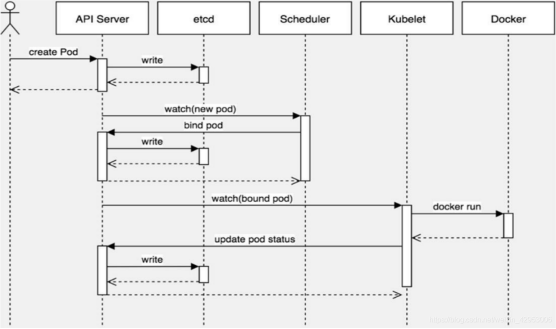 API Server
etcd
Scheduler
Kubelet
Docker
create Pod
write
watch(new pod)
bind pod
write
watch(bound pod)
docker run
update pod status
write